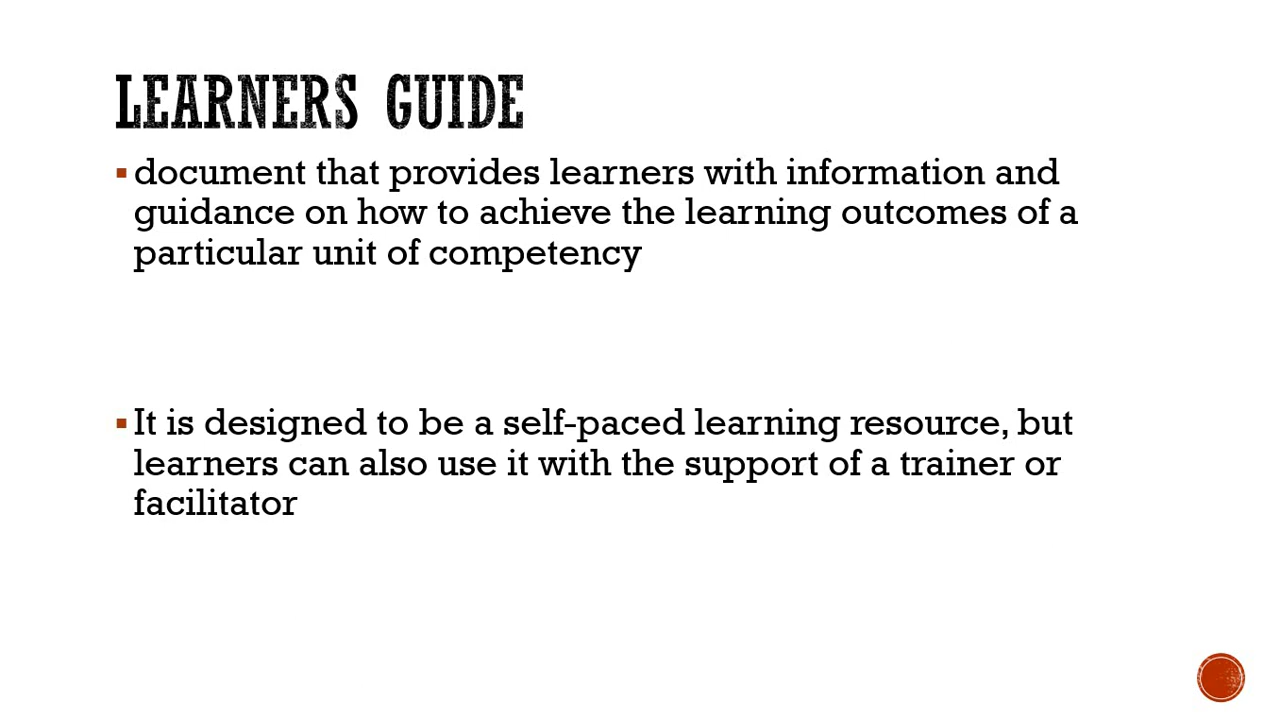 LEARNERS GUIDE
document that provides learners with information and
guidance on how to achieve the learning outcomes of a
particular unit of competency
It is designed to be a self-paced learning resource, but
learners can also use it with the support of a trainer or
facilitator